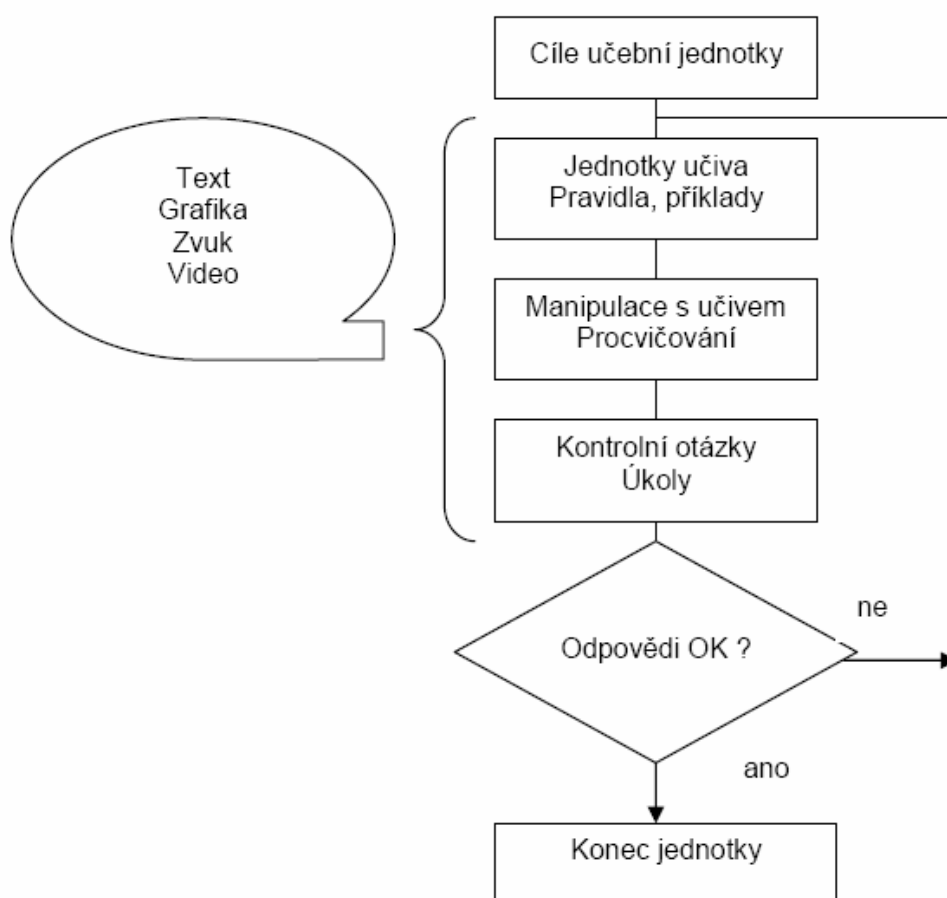 Cíle učební jednotky
Text
Grafika
Zvuk
Video
Jednotky učiva
Pravidla, příklady
Manipulace s učivem
Procvičování
Kontrolní otázky
Úkoly
Odpovědi OK ?
ne
ano
Konec jednotky